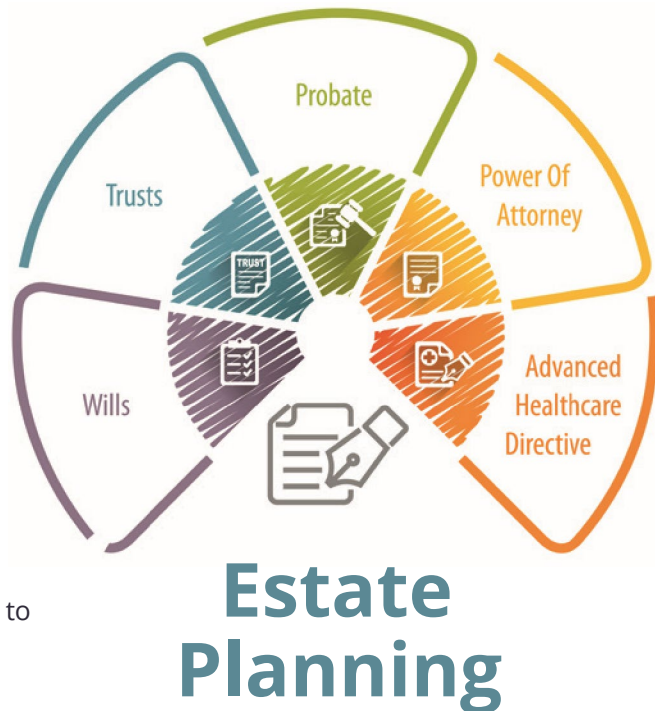 Probate
Trusts
Power Of
Attorney
TRUST
Wills
Advanced
Healthcare
Directive
to
Estate
Planning